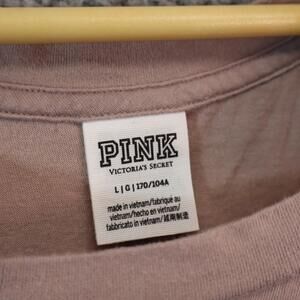 PINK
VICTORIA'S SECRET
L | G | 170/104A
made in vietnam/fabriqué au
vietnam/hecho en vietnam/
fabbricato in vietnam/越南制造